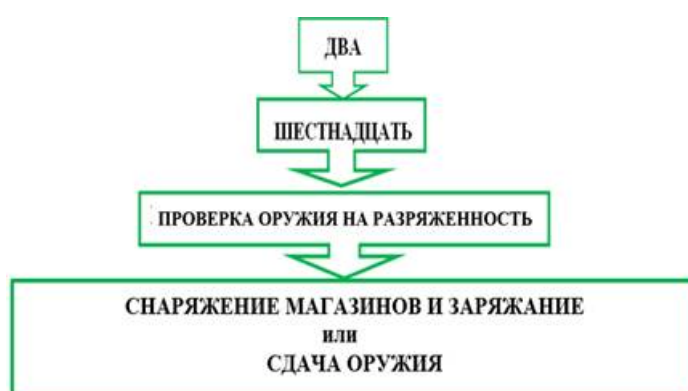 ДВА
ШЕСТНАДЦАТЬ
ПРОВЕРКА ОРУЖИЯ НА РАЗРЯЖЕННОСТЬ
СНАРЯЖЕНИЕ МАГАЗИНОВ И ЗАРЯЖАНИЕ
или
СДАЧА ОРУЖИЯ